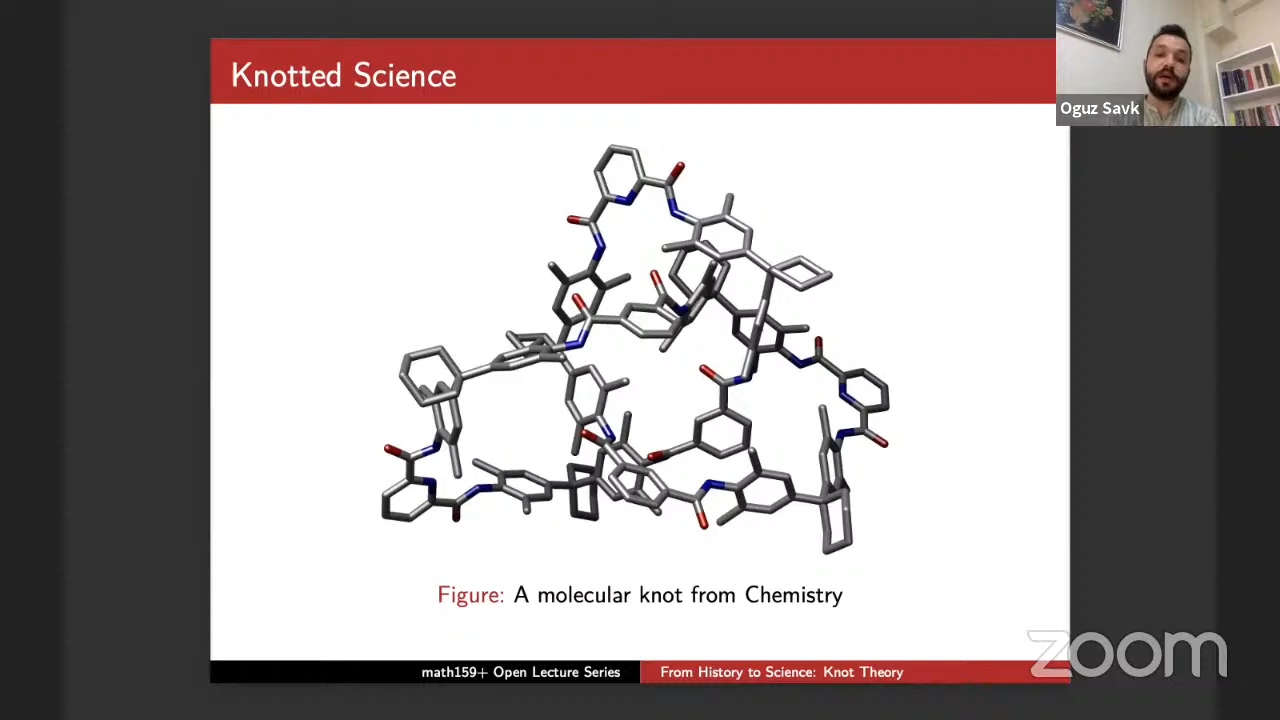 Knotted Science
Oguz Savk
Figure: A molecular knot from Chemistry
zoom
math159+ Open Lecture Series
From History to Science: Knot Theory